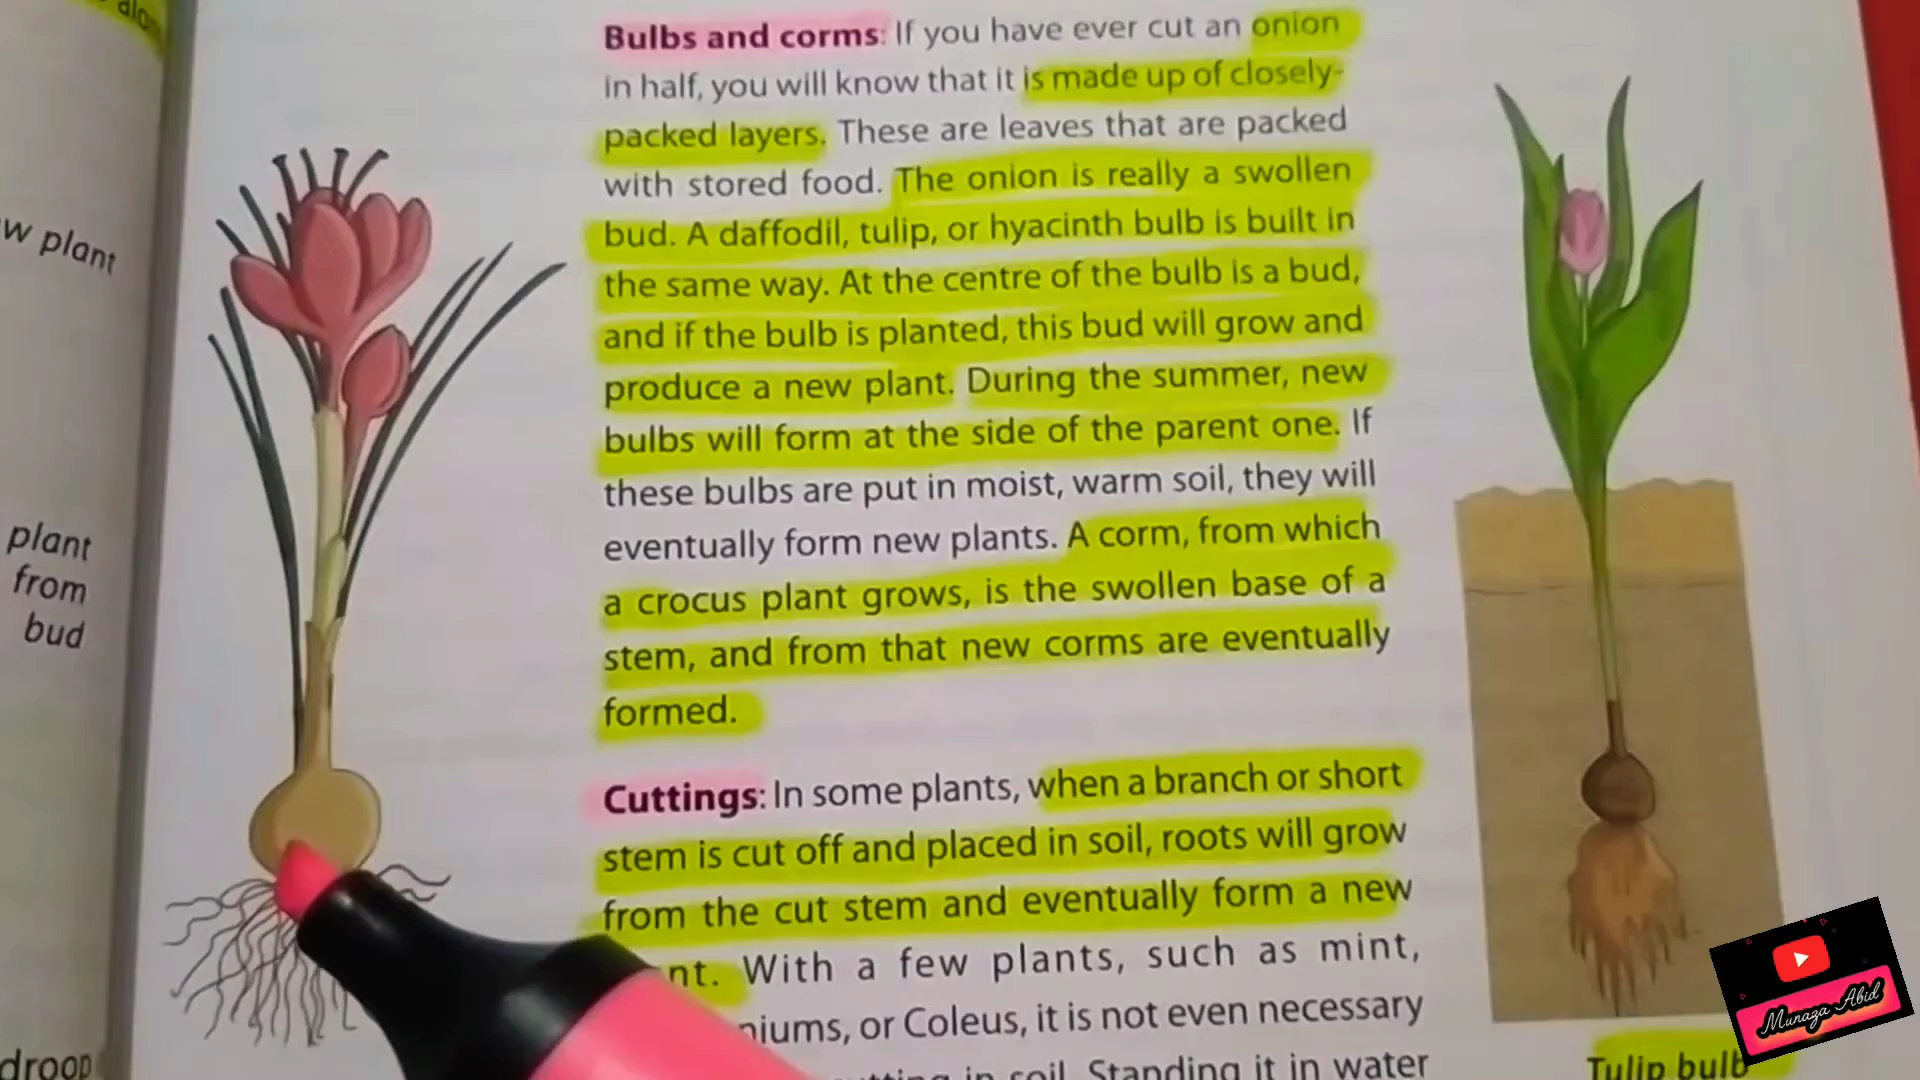 w plant
plant
from
bud
droop
Bulbs and corms: If you have ever cut an onion
in half, you will know that it is made up of closely-
packed layers. These are leaves that are packed
with stored food. The onion is really a swollen
bud. A daffodil, tulip, or hyacinth bulb is built in
the same way. At the centre of the bulb is a bud,
and if the bulb is planted, this bud will grow and
produce a new plant. During the summer, new
bulbs will form at the side of the parent one. If
these bulbs are put in moist, warm soil, they will
eventually form new plants. A corm, from which
a crocus plant grows, is the swollen base of a
stem, and from that new corms are eventually
formed.
Cuttings: In some plants, when a branch or short
stem is cut off and placed in soil, roots will grow
from the cut stem and eventually form a new
nt. With a few plants, such as mint,
niums, or Coleus, it is not even necessary
in soil. Standing it in water
Tulip bulb
Munaza Abid